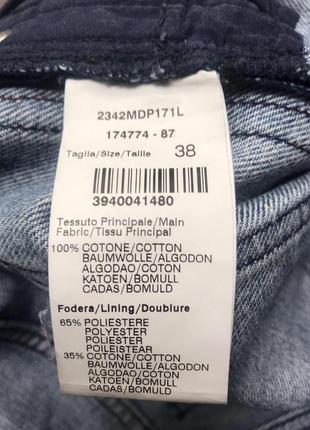 2342MDP171L
174774 - 87
Taglia/Size/Taille 38
3940041480
Tessuto Principale/Main
Fabric/Tissu Principal
100% COTONE/COTTON
BAUMWOLLE/ALGODON
ALGODAO/COTON
KATOEN/BOMULD
CADAS/BOMULD
Fodera/Lining/Doublure
65% POLIESTERE
POLYESTER
POLIESTER
POILEISTEAR
35% COTONE/COTTON
BAUMWOLLE/ALGODON
ALGODAO/COTON
KATOEN/BOMULD
CADAS/BOMULD